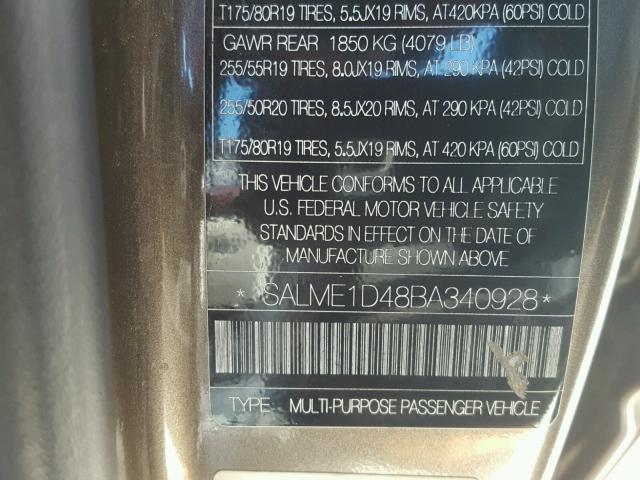 T175/80R19 TIRES, 5.5JX19 RIMS, AT420KPA (60PSI) COLD
GAWR REAR 1850 KG (4079 LB)
255/55R19 TIRES, 8.0JX19 RIMS, AT 290 KPA (42PSI) COLD
255/50R20 TIRES, 8.5JX20 RIMS, AT 290 KPA (42PSI) COLD
T175/80R19 TIRES, 5.5JX19 RIMS, AT 420 KPA (60PSI) COLD
THIS VEHICLE CONFORMS TO ALL APPLICABLE
U.S. FEDERAL MOTOR VEHICLE SAFETY
STANDARDS IN EFFECT ON THE DATE OF
MANUFACTURE SHOWN ABOVE.
* SALME1D48BA340928 *
TYPE MULTI-PURPOSE PASSENGER VEHICLE